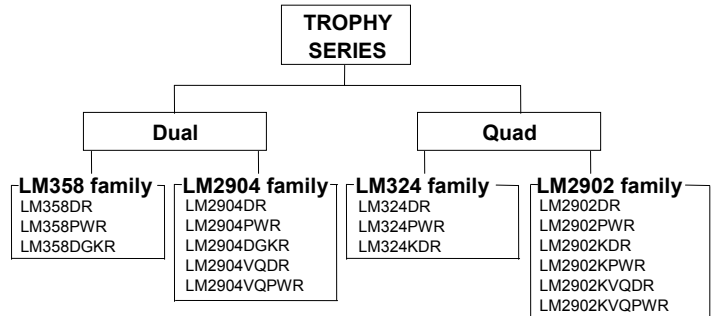 TROPHY
SERIES
Dual
Quad
LM358 family
LM358DR
LM358PWR
LM358DGKR
LM2904 family
LM2904DR
LM2904PWR
LM2904DGKR
LM2904VQDR
LM2904VQPWR
LM324 family
LM324DR
LM324PWR
LM324KDR
LM2902 family
LM2902DR
LM2902PWR
LM2902KDR
LM2902KPWR
LM2902KVQDR
LM2902KVQPWR